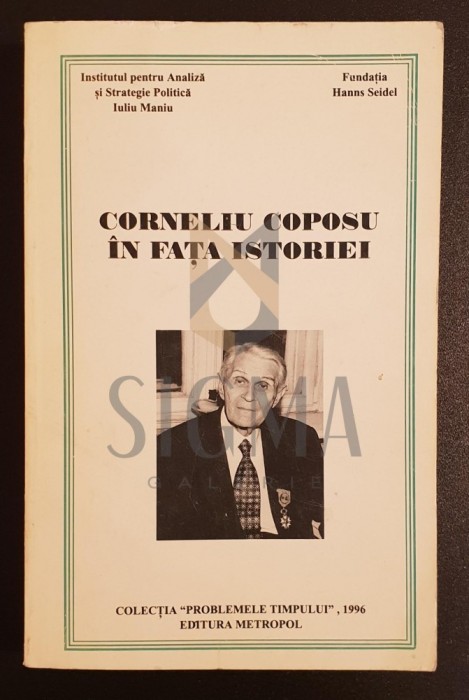 Institutul pentru Analiză
și Strategie Politică
Iuliu Maniu
Fundația
Hanns Seidel
CORNELIU COPOSU
ÎN FAȚA ISTORIEI
SIGMA
GALERIE
COLECȚIA “PROBLEMELE TIMPULUI” , 1996
EDITURA METROPOL